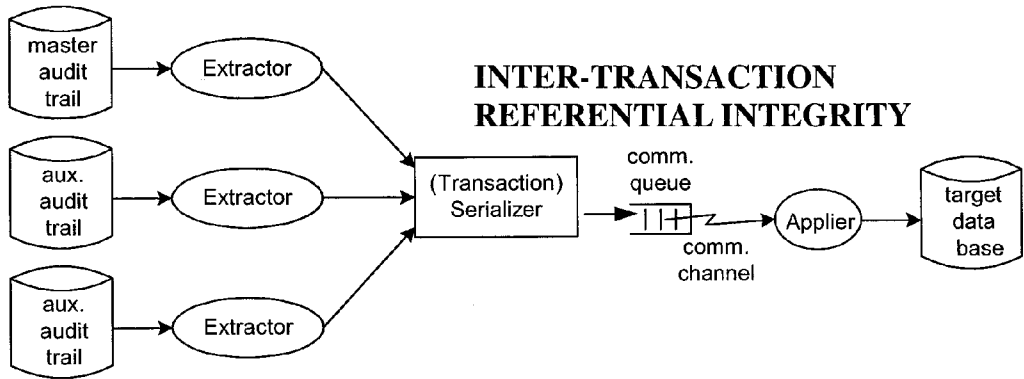 master
audit
trail
Extractor
INTER-TRANSACTION
REFERENTIAL INTEGRITY
aux.
audit
trail
Extractor
(Transaction)
Serializer
comm.
queue
comm.
channel
Applier
target
data
base
aux.
audit
trail
Extractor